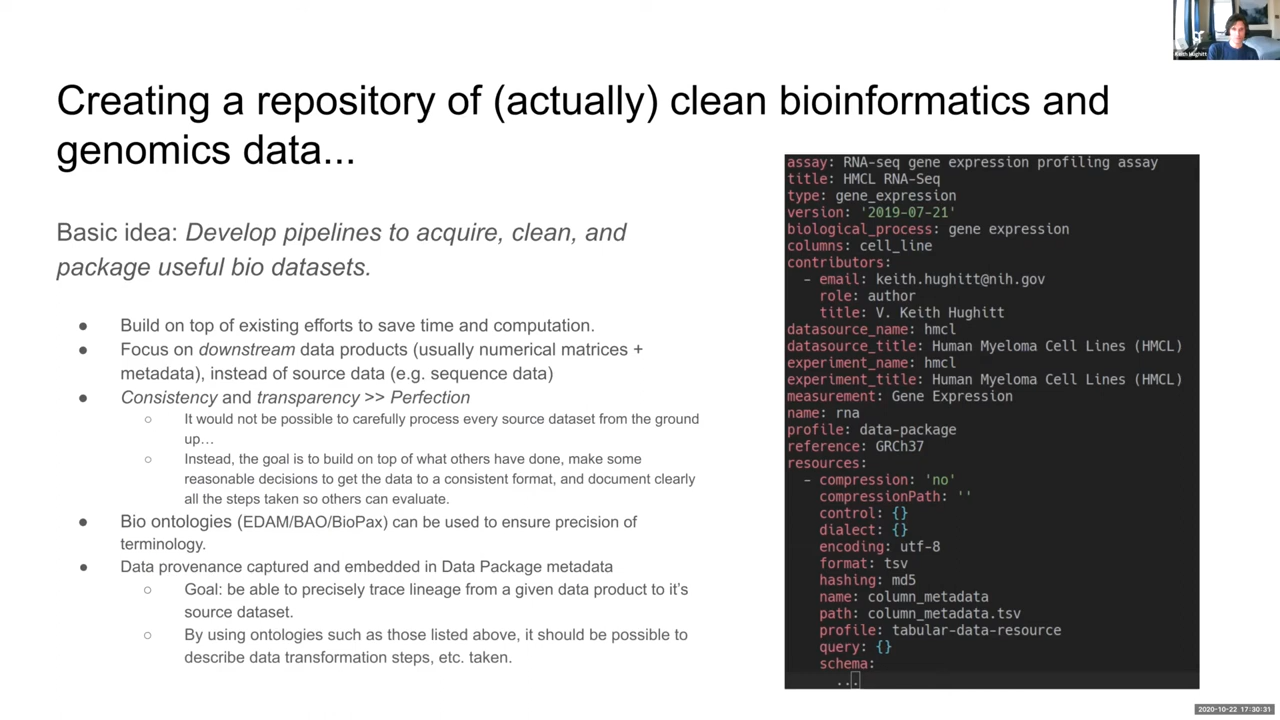 Keith Hughitt
Creating a repository of (actually) clean bioinformatics and
genomics data...
Basic idea: Develop pipelines to acquire, clean, and
package useful bio datasets.
● Build on top of existing efforts to save time and computation.
● Focus on downstream data products (usually numerical matrices +
metadata), instead of source data (e.g. sequence data)
● Consistency and transparency >> Perfection
○ It would not be possible to carefully process every source dataset from the ground
up…
○ Instead, the goal is to build on top of what others have done, make some
reasonable decisions to get the data to a consistent format, and document clearly
all the steps taken so others can evaluate.
● Bio ontologies (EDAM/BAO/BioPax) can be used to ensure precision of
terminology.
● Data provenance captured and embedded in Data Package metadata
○ Goal: be able to precisely trace lineage from a given data product to it's
source dataset.
○ By using ontologies such as those listed above, it should be possible to
describe data transformation steps, etc. taken.
assay: RNA-seq gene expression profiling assay
title: HMCL RNA-Seq
type: gene_expression
version: '2019-07-21'
biological_process: gene expression
columns: cell_line
contributors:
- email: keith.hughitt@nih.gov
role: author
title: V. Keith Hughitt
datasource_name: hmcl
datasource_title: Human Myeloma Cell Lines (HMCL)
experiment_name: hmcl
experiment_title: Human Myeloma Cell Lines (HMCL)
measurement: Gene Expression
name: rna
profile: data-package
reference: GRCh37
resources:
- compression: 'no'
compressionPath: ''
control: {}
dialect: {}
encoding: utf-8
format: tsv
hashing: md5
name: column_metadata
path: column_metadata.tsv
profile: tabular-data-resource
query: {}
schema:
...
2020-10-22 17:30:31